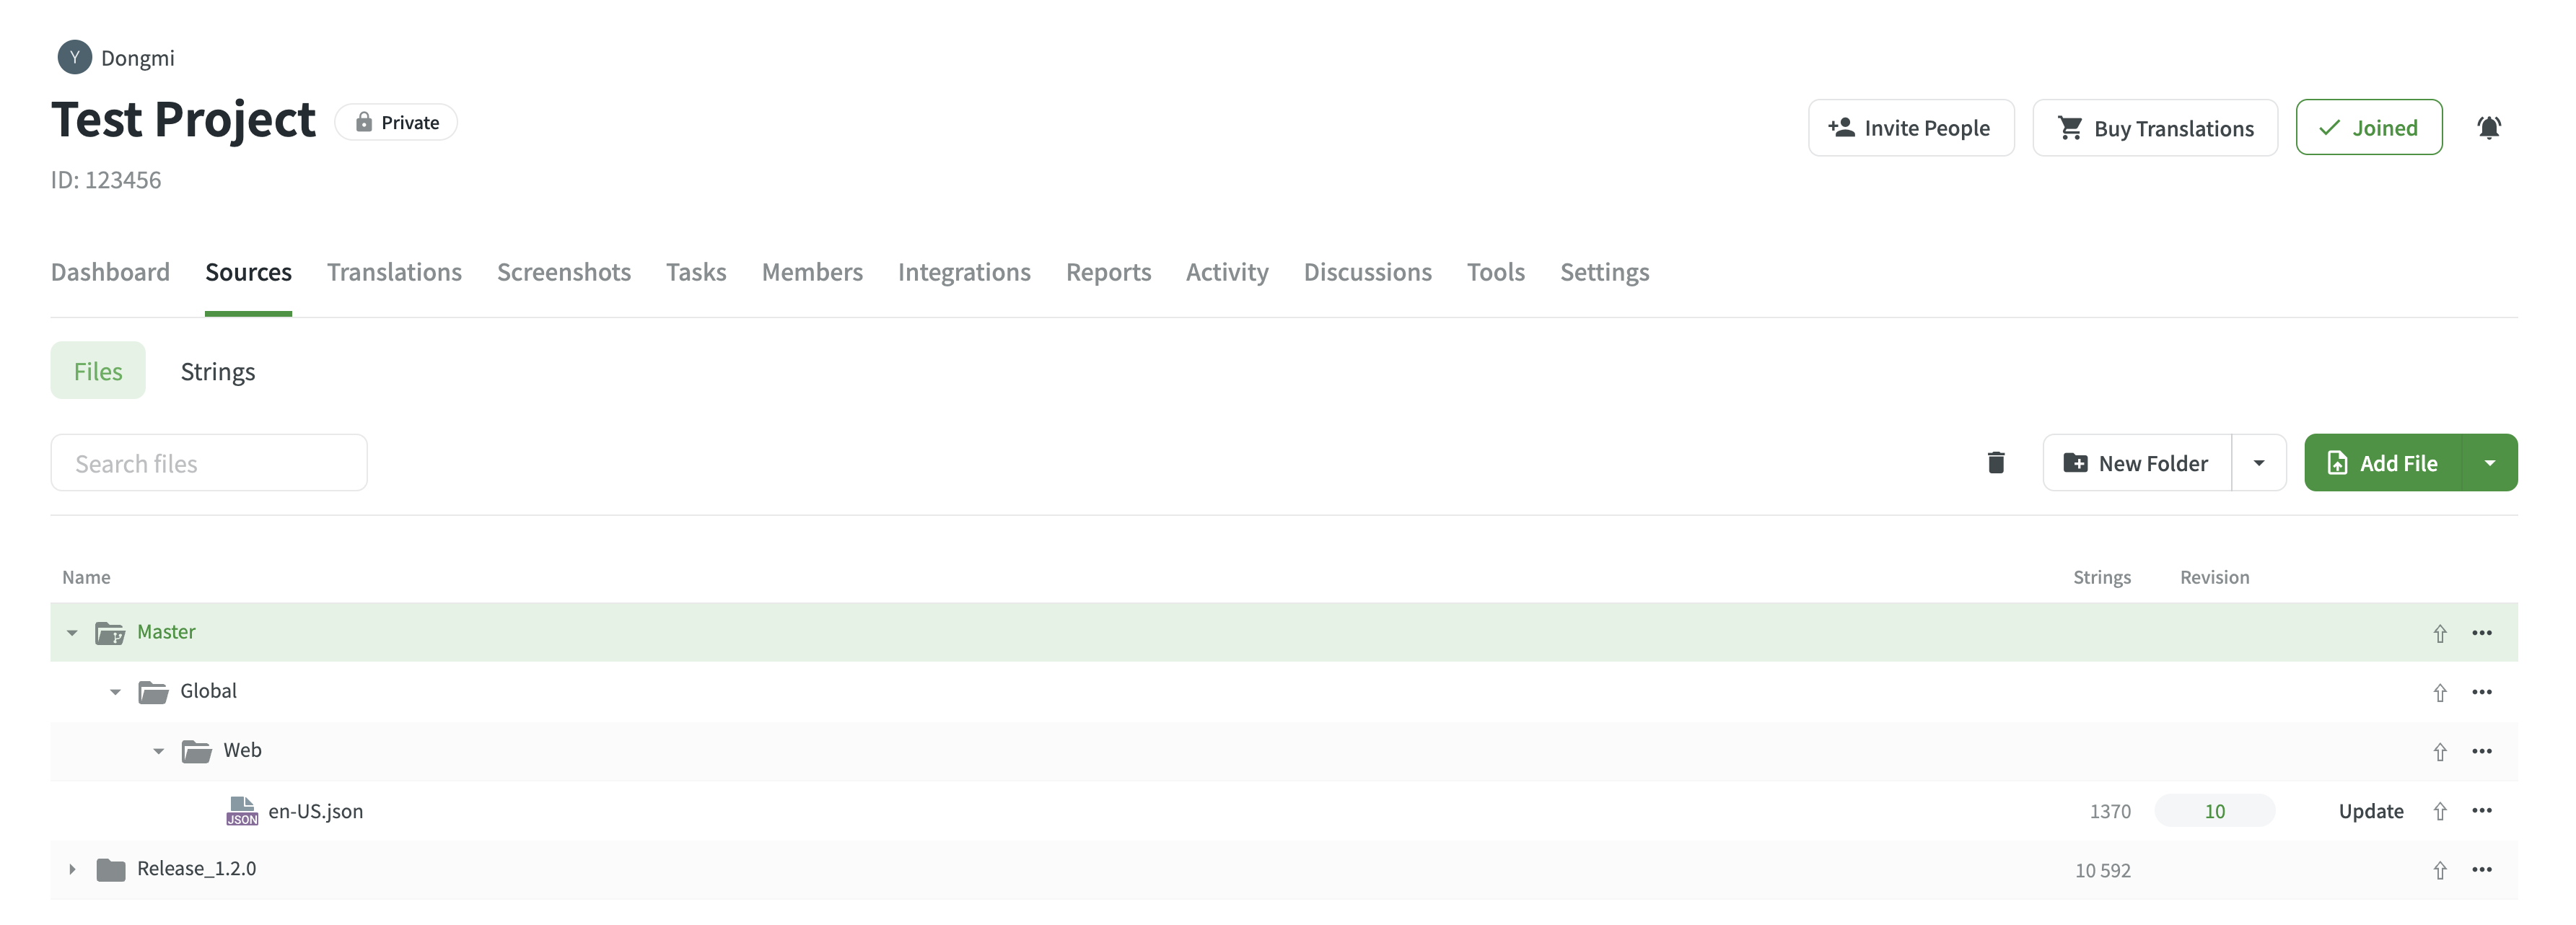 Y Dongmi
Test Project Private
Invite People Buy Translations Joined
ID: 123456
Dashboard Sources Translations Screenshots Tasks Members Integrations Reports Activity Discussions Tools Settings
Files Strings
Search files New Folder Add File
Name Strings Revision
Master
Global
Web
JSON en-US.json 1370 10 Update
Release_1.2.0 10 592